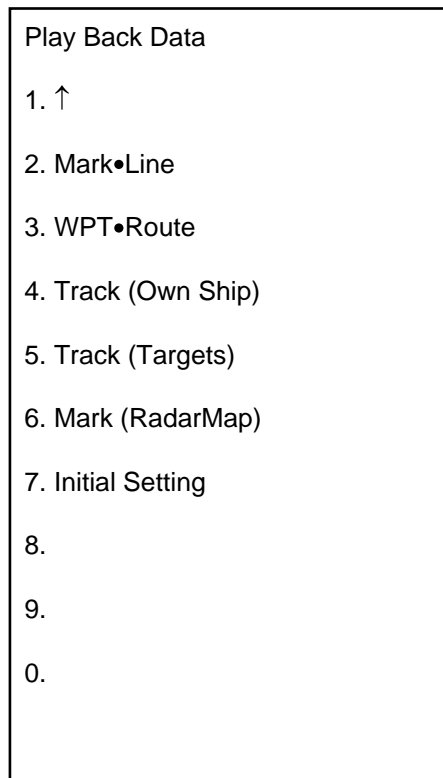 Play Back Data
1. ↑
2. Mark•Line
3. WPT•Route
4. Track (Own Ship)
5. Track (Targets)
6. Mark (RadarMap)
7. Initial Setting
8.
9.
0.